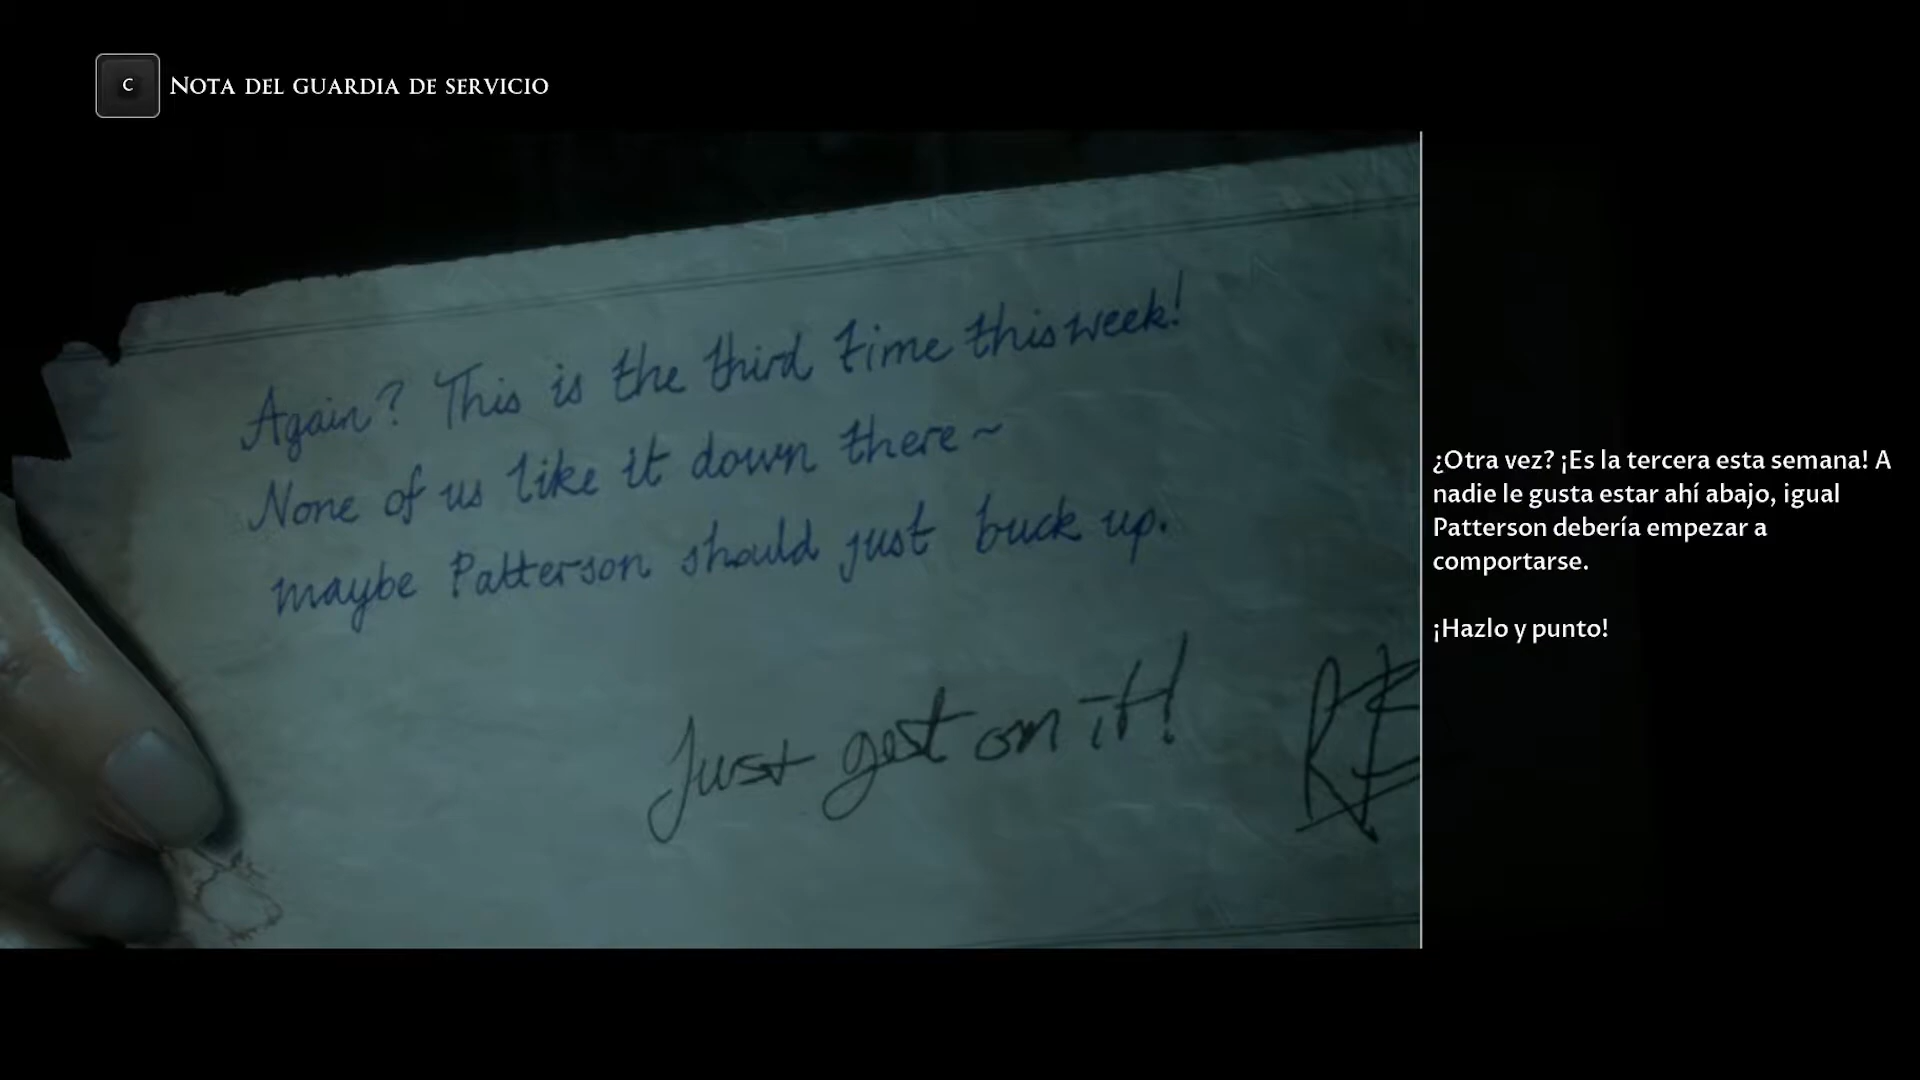 C
NOTA DEL GUARDIA DE SERVICIO
Again? This is the third time this week!
None of us like it down there ~
maybe Patterson should just buck up.
Just get on it!
¿Otra vez? ¡Es la tercera esta semana! A
nadie le gusta estar ahí abajo, igual
Patterson debería empezar a
comportarse.
¡Hazlo y punto!